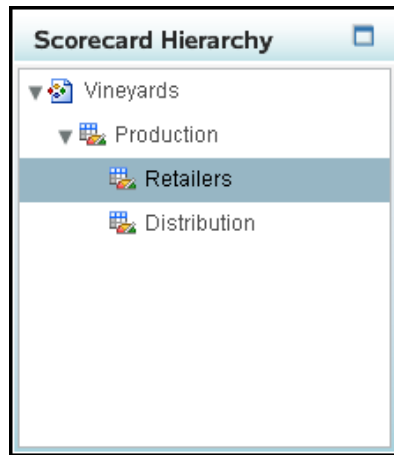 Scorecard Hierarchy
Vineyards
Production
Retailers
Distribution